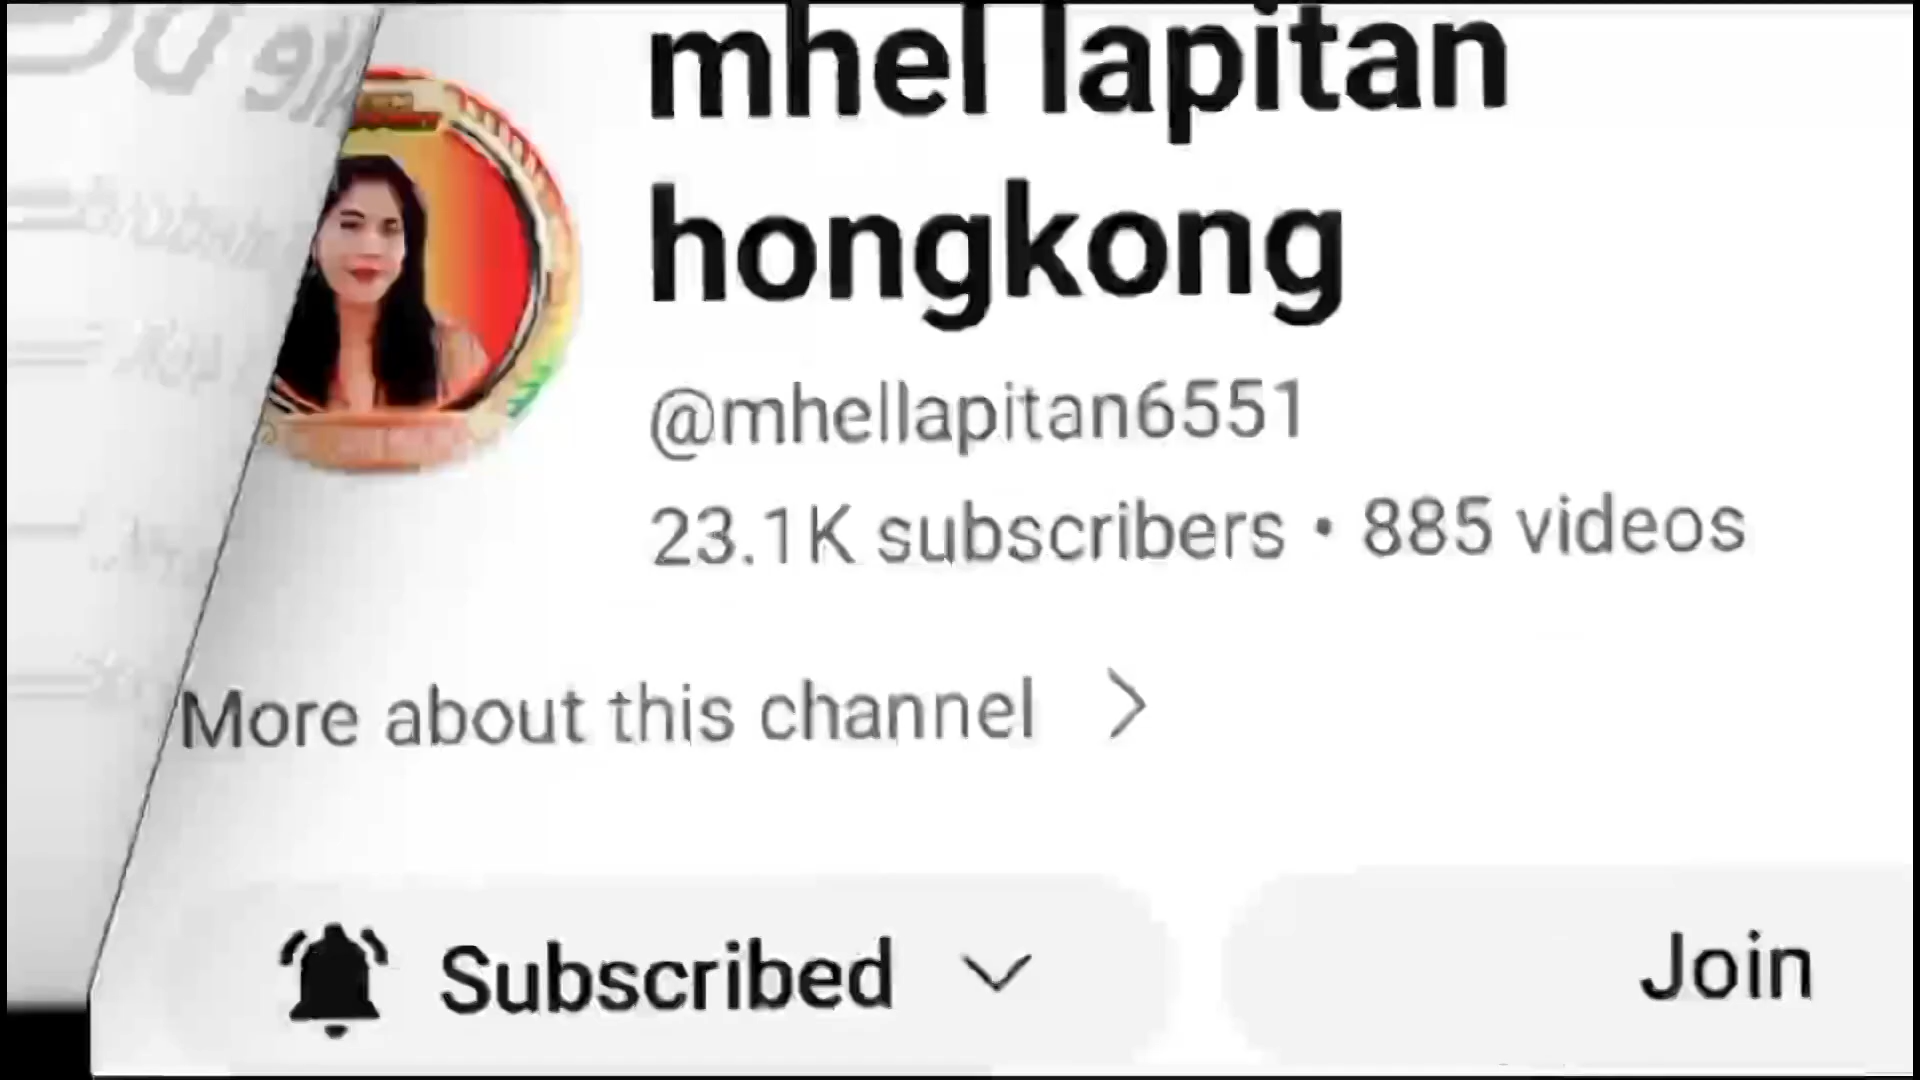 mhel lapitan
hongkong
@mhellapitan6551
23.1K subscribers • 885 videos
More about this channel >
Subscribed
Join